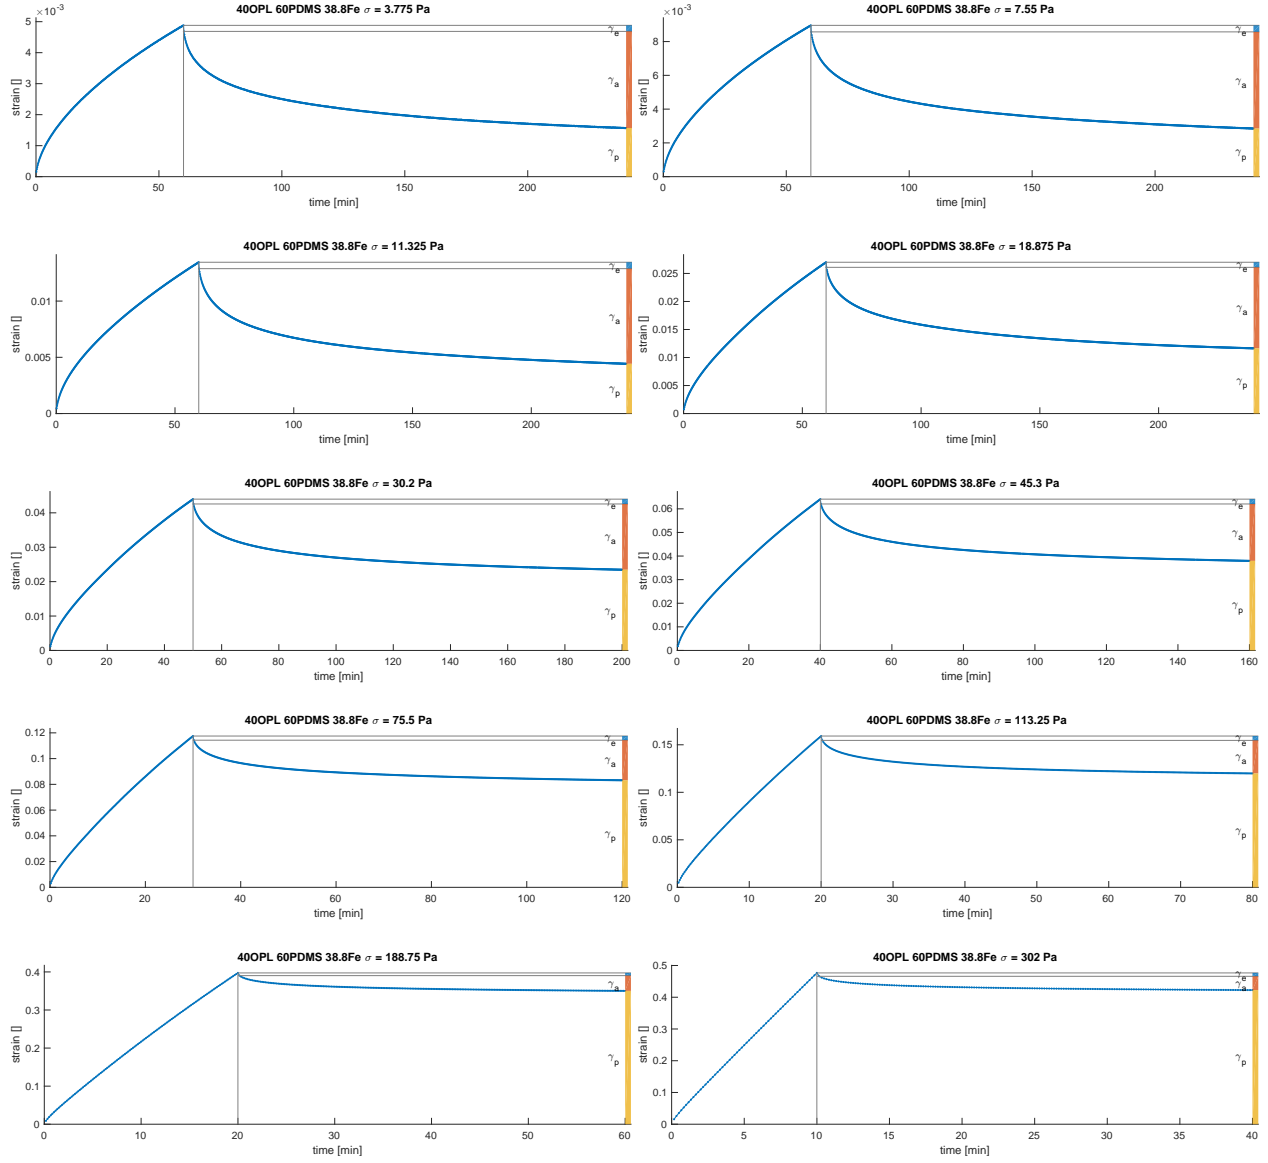 40OPL 60PDMS 38.8Fe σ = 3.775 Pa
×10⁻³
5
4
3
2
1
0
strain []
0 50 100 150 200
time [min]
γe
γa
γp
40OPL 60PDMS 38.8Fe σ = 7.55 Pa
×10⁻³
8
6
4
2
0
strain []
0 50 100 150 200
time [min]
γe
γa
γp
40OPL 60PDMS 38.8Fe σ = 11.325 Pa
0.01
0.005
0
strain []
0 50 100 150 200
time [min]
γe
γa
γp
40OPL 60PDMS 38.8Fe σ = 18.875 Pa
0.025
0.02
0.015
0.01
0.005
0
strain []
0 50 100 150 200
time [min]
γe
γa
γp
40OPL 60PDMS 38.8Fe σ = 30.2 Pa
0.04
0.03
0.02
0.01
0
strain []
0 20 40 60 80 100 120 140 160 180 200
time [min]
γe
γa
γp
40OPL 60PDMS 38.8Fe σ = 45.3 Pa
0.06
0.05
0.04
0.03
0.02
0.01
0
strain []
0 20 40 60 80 100 120 140 160
time [min]
γe
γa
γp
40OPL 60PDMS 38.8Fe σ = 75.5 Pa
0.12
0.1
0.08
0.06
0.04
0.02
0
strain []
0 20 40 60 80 100 120
time [min]
γe
γa
γp
40OPL 60PDMS 38.8Fe σ = 113.25 Pa
0.15
0.1
0.05
0
strain []
0 10 20 30 40 50 60 70 80
time [min]
γe
γa
γp
40OPL 60PDMS 38.8Fe σ = 188.75 Pa
0.4
0.3
0.2
0.1
0
strain []
0 10 20 30 40 50 60
time [min]
γa
γp
40OPL 60PDMS 38.8Fe σ = 302 Pa
0.5
0.4
0.3
0.2
0.1
0
strain []
0 5 10 15 20 25 30 35 40
time [min]
γe
γa
γp